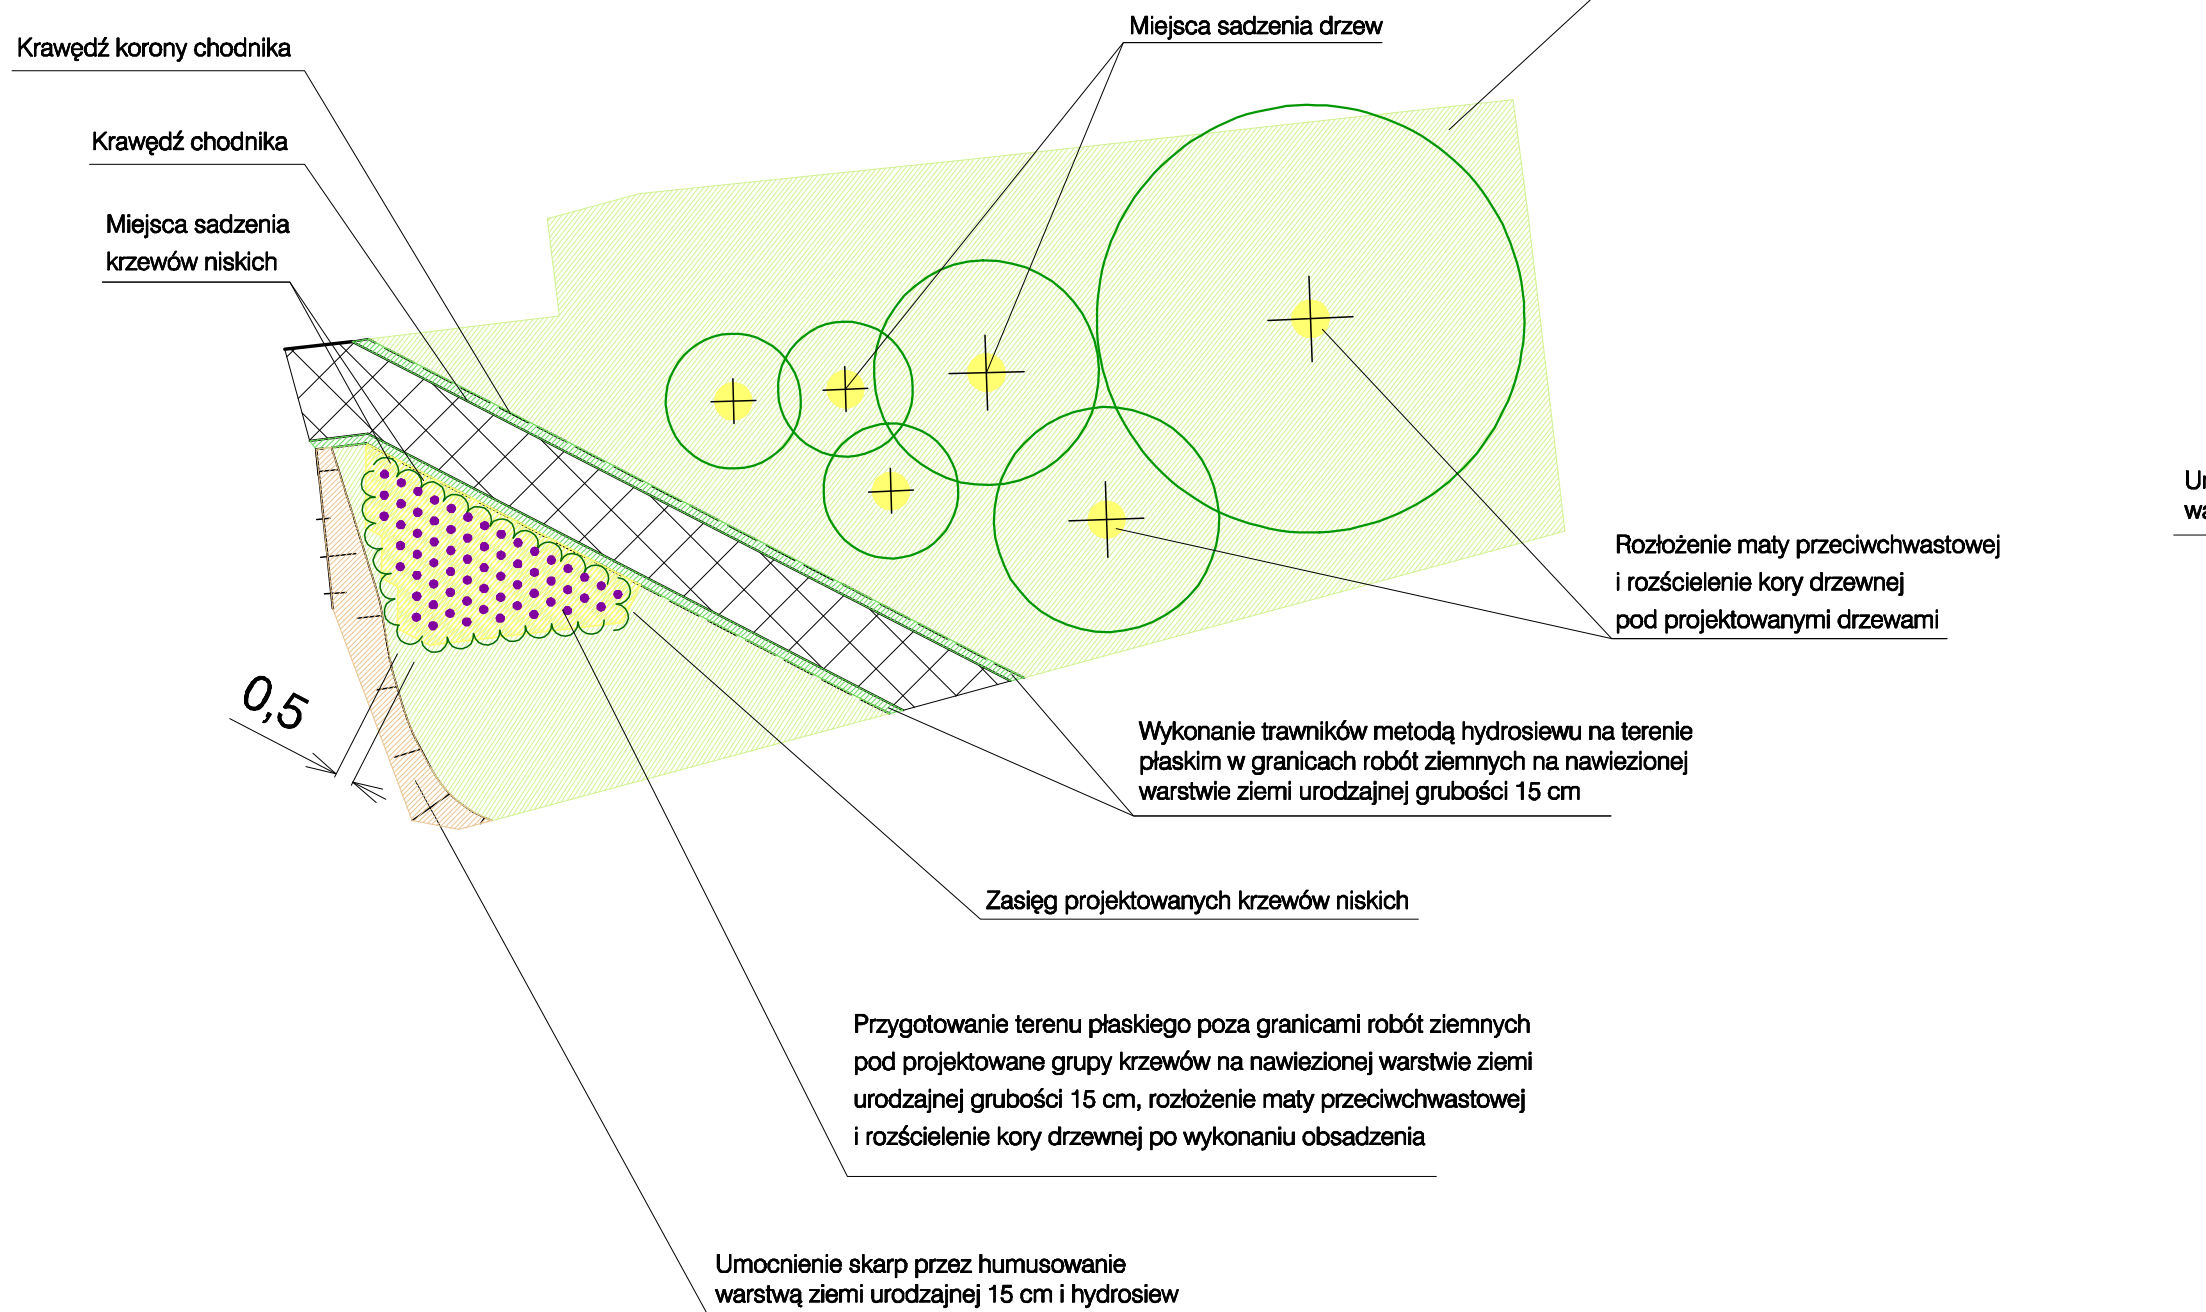 Miejsca sadzenia drzew
Krawędź korony chodnika
Krawędź chodnika
Miejsca sadzenia
krzewów niskich
Rozłożenie maty przeciwchwastowej
i rozścielenie kory drzewnej
pod projektowanymi drzewami
0,5
Wykonanie trawników metodą hydrosiewu na terenie
płaskim w granicach robót ziemnych na nawiezionej
warstwie ziemi urodzajnej grubości 15 cm
Zasięg projektowanych krzewów niskich
Przygotowanie terenu płaskiego poza granicami robót ziemnych
pod projektowane grupy krzewów na nawiezionej warstwie ziemi
urodzajnej grubości 15 cm, rozłożenie maty przeciwchwastowej
i rozścielenie kory drzewnej po wykonaniu obsadzenia
Umocnienie skarp przez humusowanie
warstwą ziemi urodzajnej 15 cm i hydrosiew